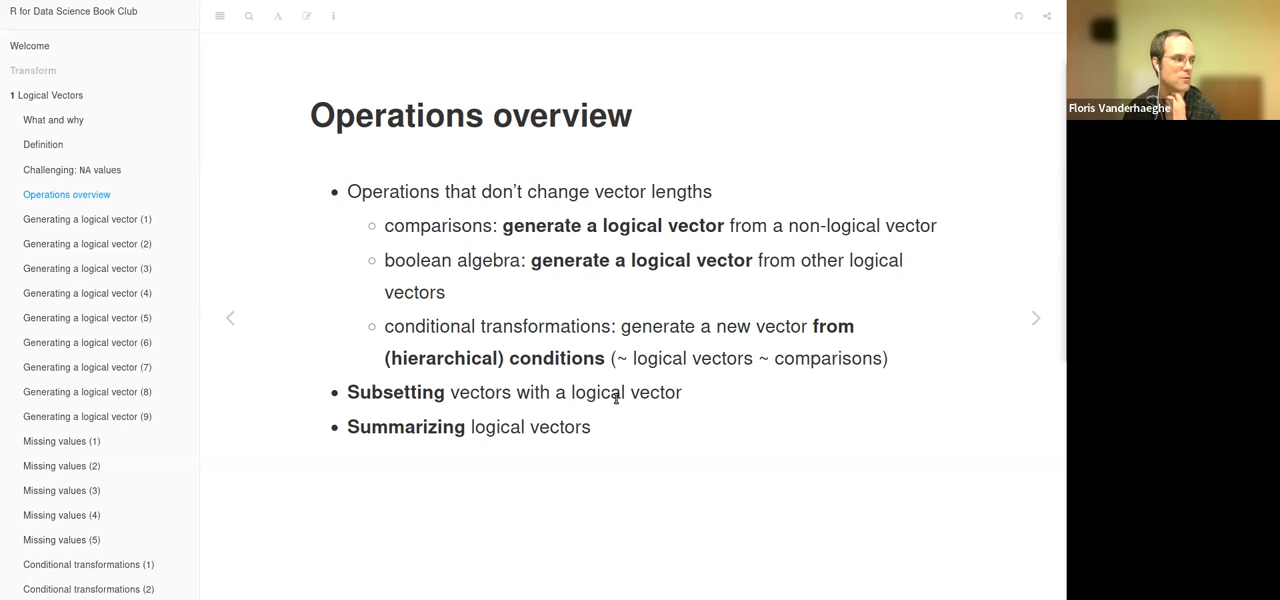 R for Data Science Book Club
Welcome
Transform
1 Logical Vectors
What and why
Definition
Challenging: NA values
Operations overview
Generating a logical vector (1)
Generating a logical vector (2)
Generating a logical vector (3)
Generating a logical vector (4)
Generating a logical vector (5)
Generating a logical vector (6)
Generating a logical vector (7)
Generating a logical vector (8)
Generating a logical vector (9)
Missing values (1)
Missing values (2)
Missing values (3)
Missing values (4)
Missing values (5)
Conditional transformations (1)
Conditional transformations (2)
Operations overview
• Operations that don’t change vector lengths
○ comparisons: generate a logical vector from a non-logical vector
○ boolean algebra: generate a logical vector from other logical
vectors
○ conditional transformations: generate a new vector from
(hierarchical) conditions (~ logical vectors ~ comparisons)
• Subsetting vectors with a logical vector
• Summarizing logical vectors
Floris Vanderhaeghe